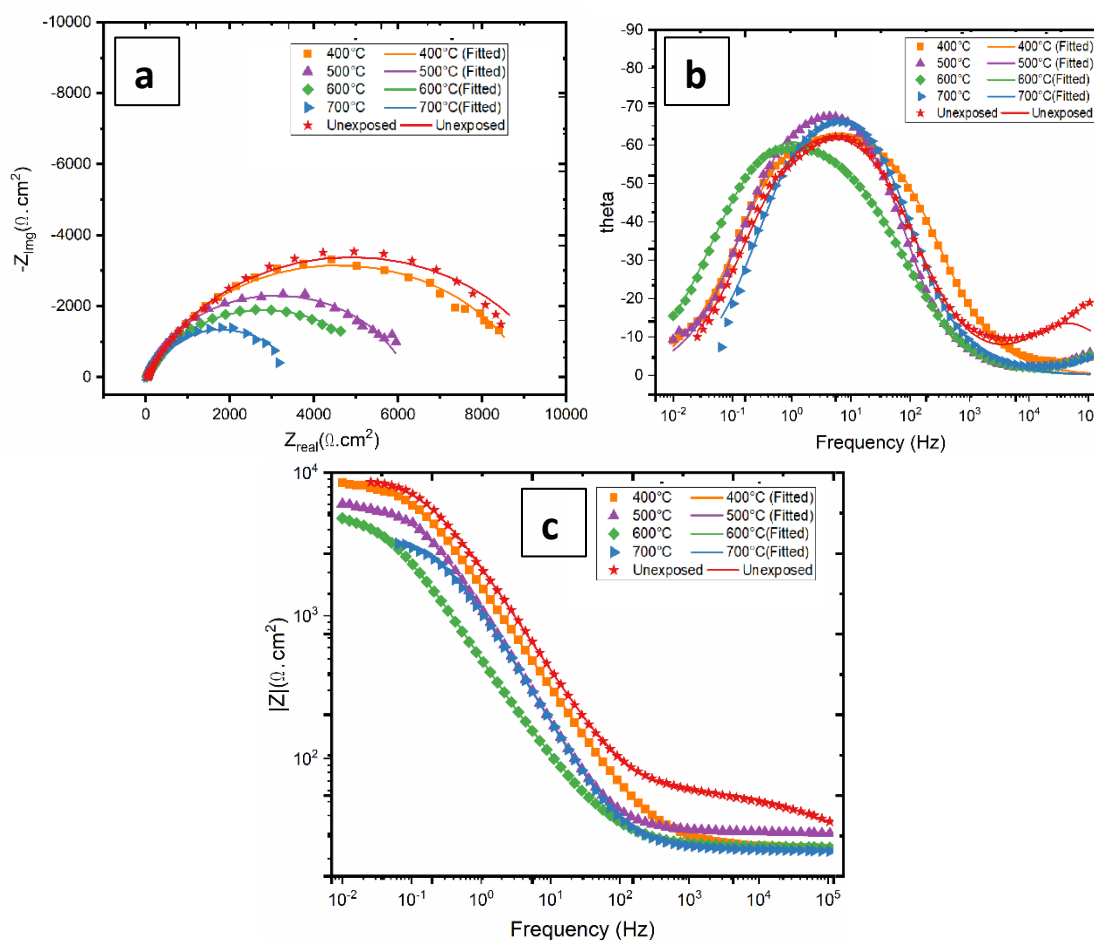 a
-10000
-8000
-6000
-4000
-2000
0
-Zimg(Ω.cm²)
0 2000 4000 6000 8000 10000
Zreal(Ω.cm²)
400°C 400°C (Fitted)
500°C 500°C (Fitted)
600°C 600°C(Fitted)
700°C 700°C(Fitted)
Unexposed Unexposed
b
-90
-80
-70
-60
-50
-40
-30
-20
-10
0
theta
10⁻² 10⁻¹ 10⁰ 10¹ 10² 10³ 10⁴
Frequency (Hz)
400°C 400°C (Fitted)
500°C 500°C (Fitted)
600°C 600°C (Fitted)
700°C 700°C(Fitted)
Unexposed Unexposed
c
10⁴
10³
10²
|Z|(Ω.cm²)
10⁻² 10⁻¹ 10⁰ 10¹ 10² 10³ 10⁴ 10⁵
Frequency (Hz)
400°C 400°C (Fitted)
500°C 500°C (Fitted)
600°C 600°C(Fitted)
700°C 700°C(Fitted)
Unexposed Unexposed